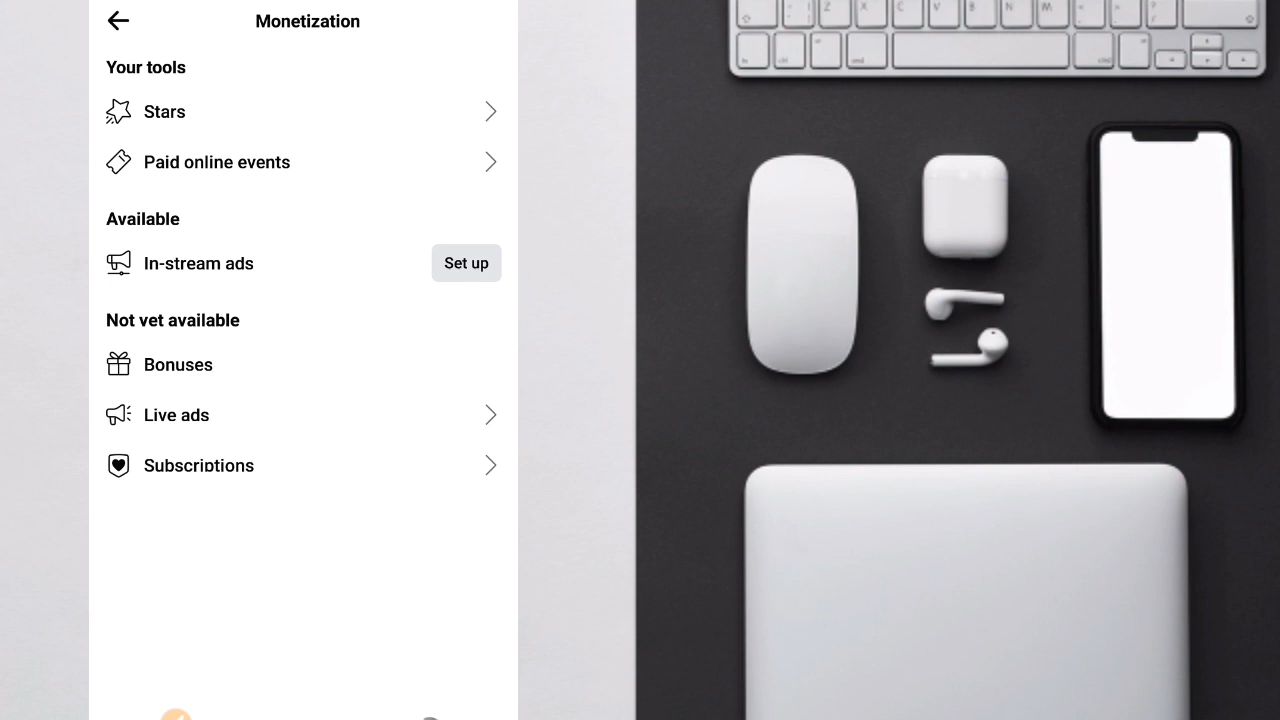 Monetization
Your tools
Stars
Paid online events
Available
In-stream ads
Set up
Not vet available
Bonuses
Live ads
Subscriptions
Z X C V B N M